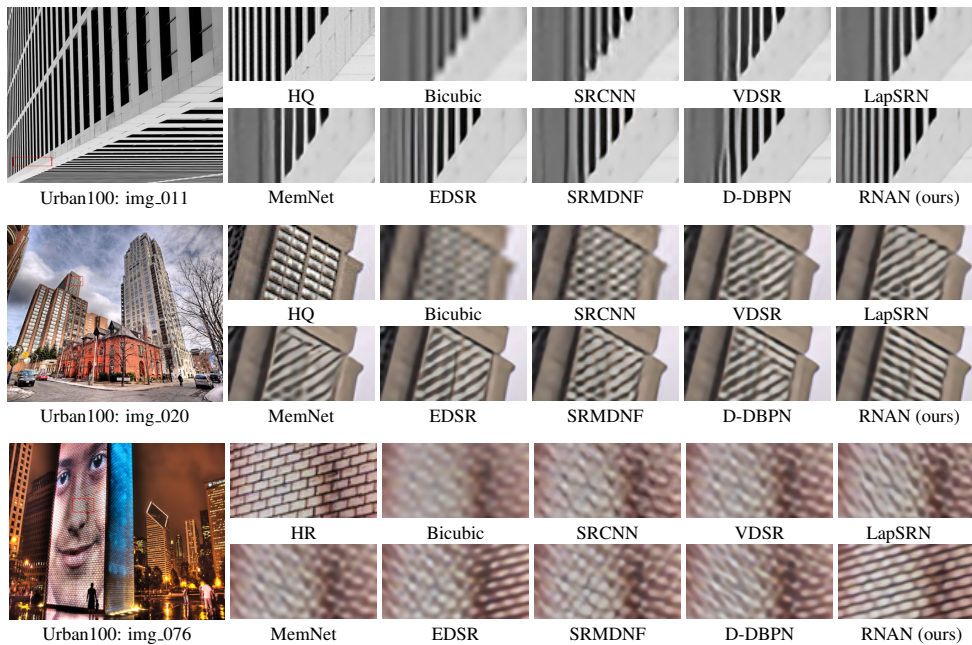 HQ Bicubic SRCNN VDSR LapSRN
Urban100: img_011 MemNet EDSR SRMDNF D-DBPN RNAN (ours)
HQ Bicubic SRCNN VDSR LapSRN
Urban100: img_020 MemNet EDSR SRMDNF D-DBPN RNAN (ours)
HR Bicubic SRCNN VDSR LapSRN
Urban100: img_076 MemNet EDSR SRMDNF D-DBPN RNAN (ours)